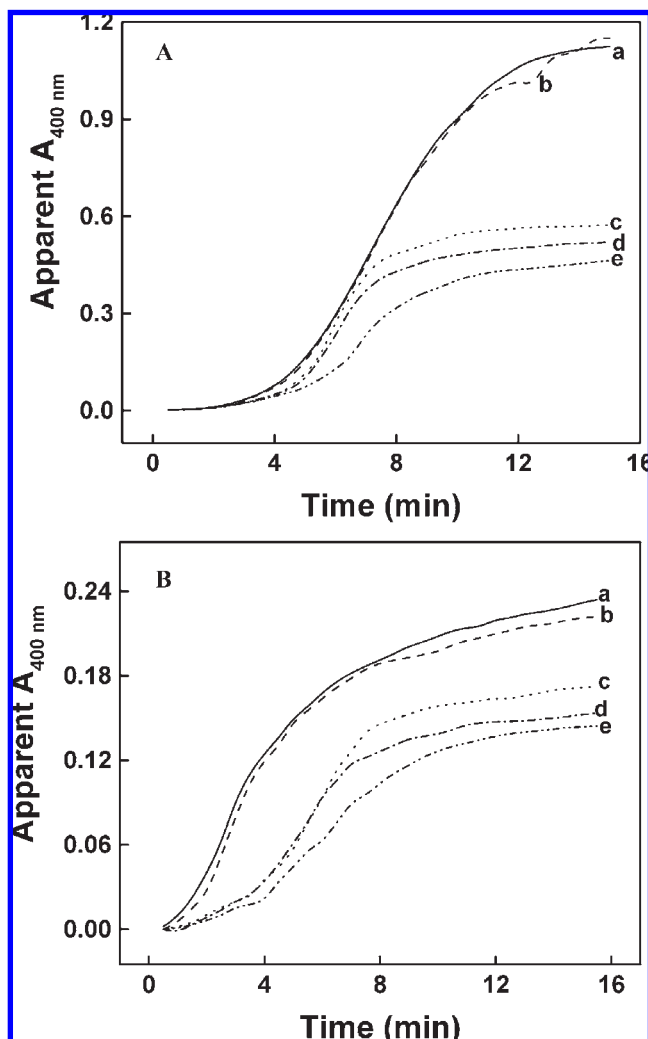 A
1.2
0.9
0.6
0.3
0.0
a
b
c
d
e
Apparent A400 nm
0 4 8 12 16
Time (min)
B
0.24
0.18
0.12
0.06
0.00
a
b
c
d
e
Apparent A400 nm
0 4 8 12 16
Time (min)